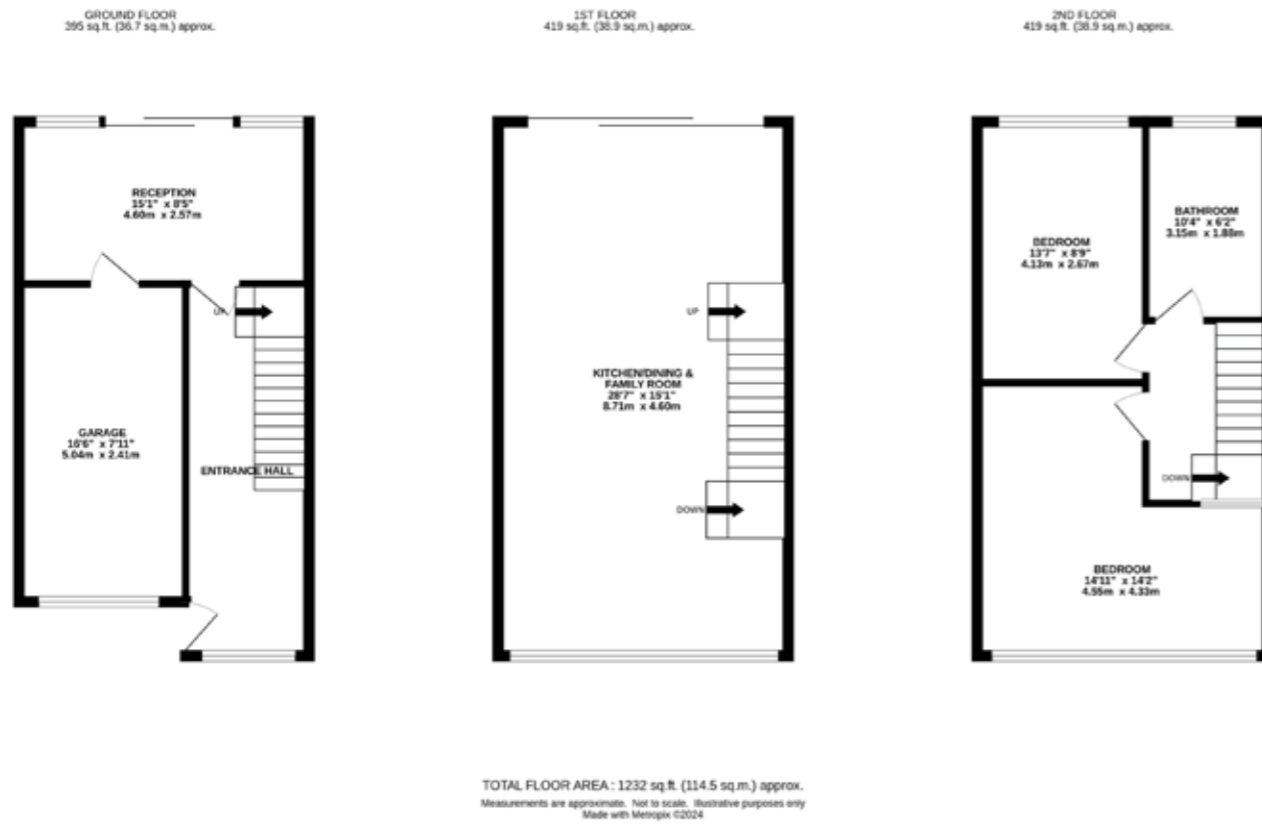 GROUND FLOOR
395 sq.ft. (36.7 sq.m.) approx.
1ST FLOOR
419 sq.ft. (38.9 sq.m.) approx.
2ND FLOOR
419 sq.ft. (38.9 sq.m.) approx.
RECEPTION
15'1" x 8'5"
4.60m x 2.57m
UP
GARAGE
16'6" x 7'11"
5.04m x 2.41m
ENTRANCE HALL
UP
KITCHEN/DINING &
FAMILY ROOM
28'7" x 15'1"
8.71m x 4.60m
DOWN
BATHROOM
10'4" x 6'2"
3.15m x 1.88m
BEDROOM
13'7" x 8'9"
4.13m x 2.67m
DOWN
BEDROOM
14'11" x 14'2"
4.55m x 4.33m
TOTAL FLOOR AREA : 1232 sq.ft. (114.5 sq.m.) approx.
Measurements are approximate. Not to scale. Illustrative purposes only
Made with Metropix ©2024